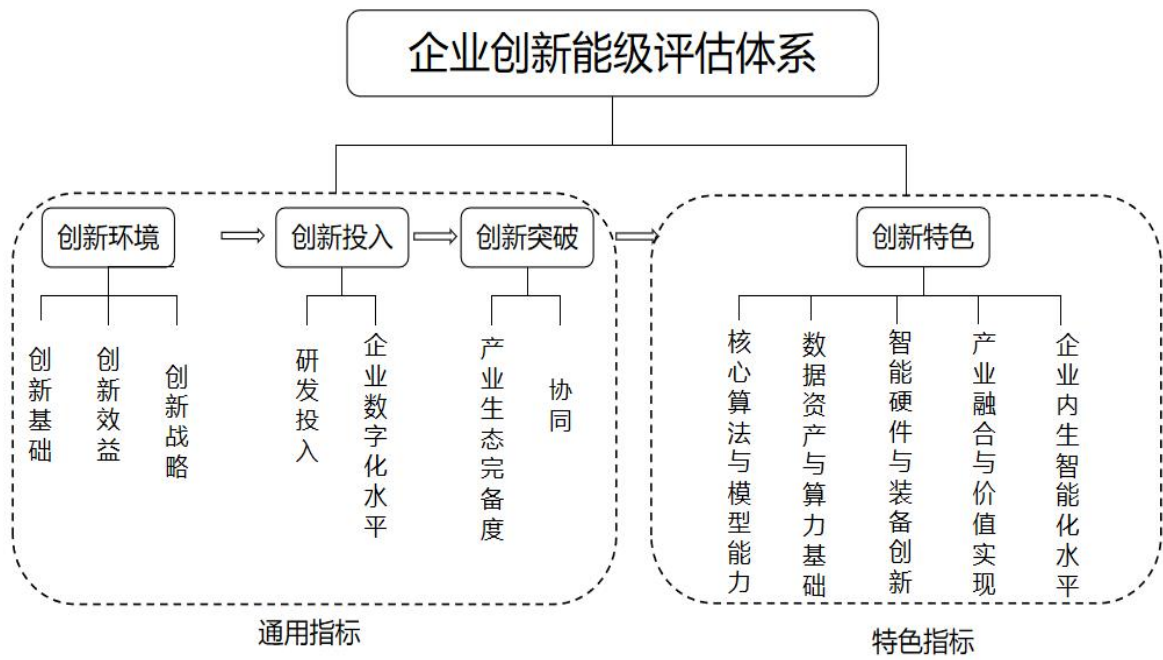 企业创新能级评估体系
创新环境
创新投入
创新突破
创新特色
创新基础
创新效益
创新战略
研发投入
企业数字化水平
产业生态完备度
协同
核心算法与模型能力
数据资产与算力基础
智能硬件与装备创新
产业融合与价值实现
企业内生智能化水平
通用指标
特色指标